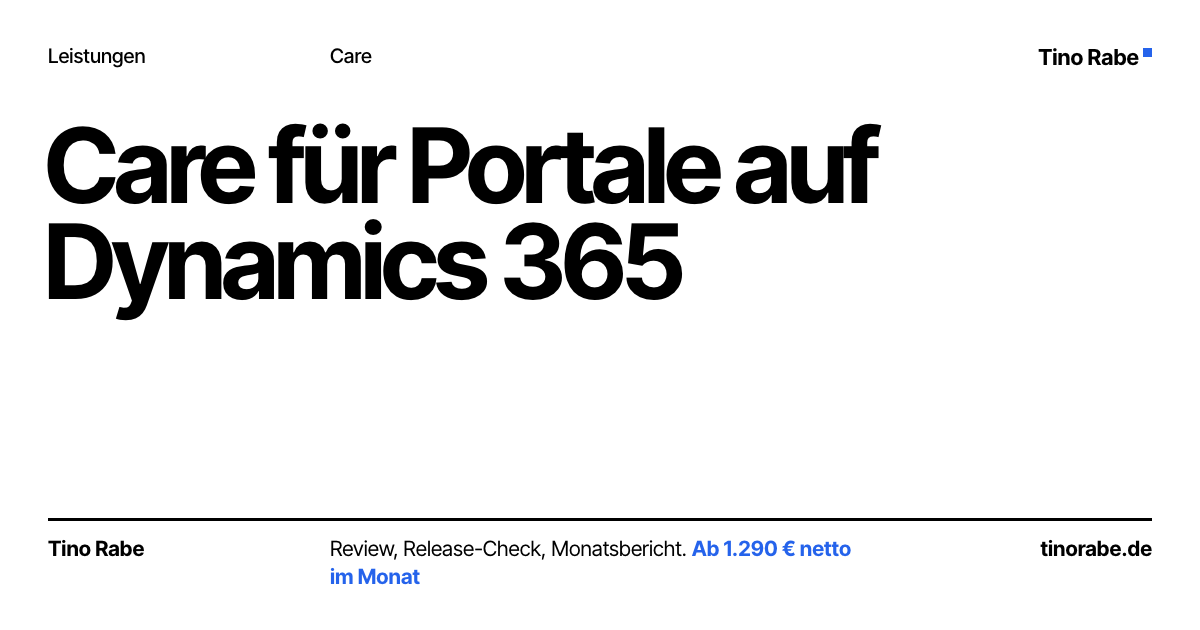 Leistungen
Care
Tino Rabe
Care für Portale auf
Dynamics 365
Tino Rabe
Review, Release-Check, Monatsbericht. Ab 1.290 € netto
im Monat
tinorabe.de